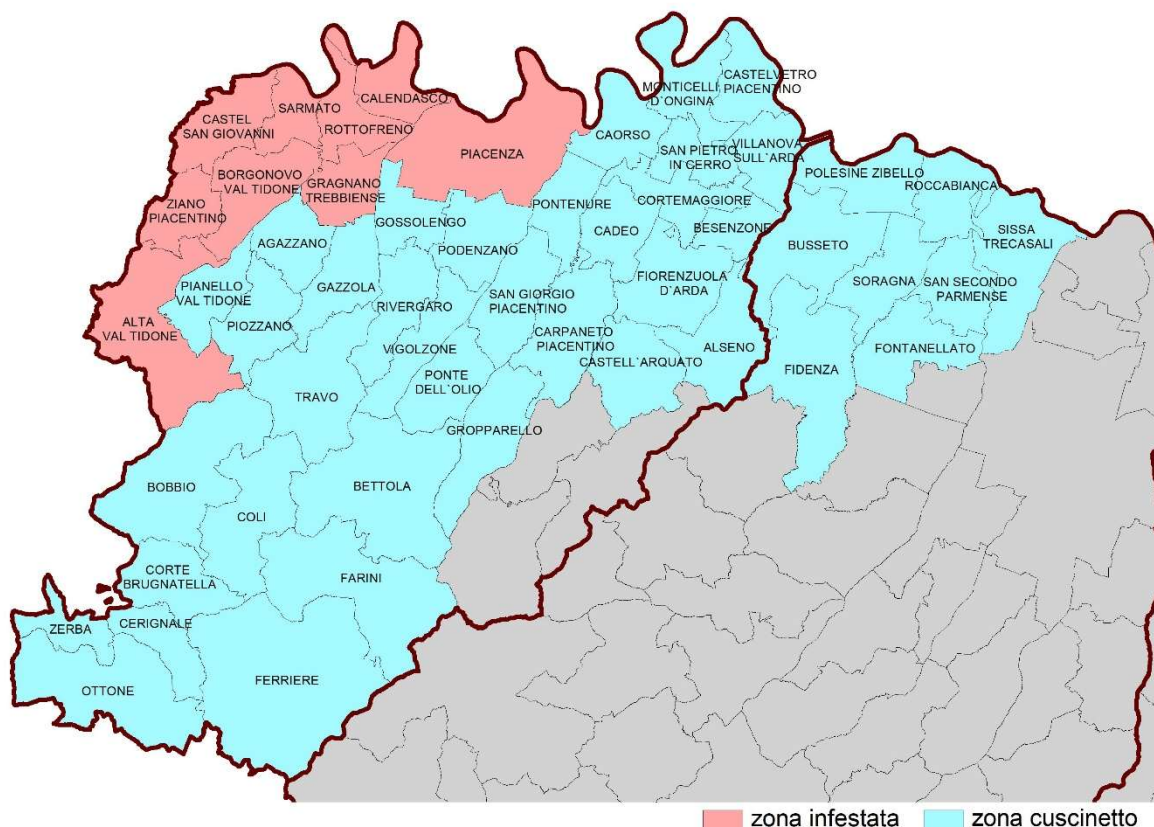 MONTICELLI
D`ONGINA
CASTELVETRO
PIACENTINO
CALENDASCO
SARMATO
CASTEL
SAN GIOVANNI
ROTTOFRENO
CAORSO
PIACENZA
SAN PIETRO
IN CERRO
VILLANOVA
SULL`ARDA
BORGONOVO
VAL TIDONE
GRAGNANO
TREBBIENSE
POLESINE ZIBELLO
ROCCABIANCA
ZIANO
PIACENTINO
PONTENURE
CORTEMAGGIORE
GOSSOLENGO
CADEO
BESENZONE
SISSA
TRECASALI
AGAZZANO
PODENZANO
BUSSETO
PIANELLO
VAL TIDONE
GAZZOLA
FIORENZUOLA
D`ARDA
SORAGNA
SAN SECONDO
PARMENSE
RIVERGARO
SAN GIORGIO
PIACENTINO
ALTA
VAL TIDONE
PIOZZANO
CARPANETO
PIACENTINO
VIGOLZONE
ALSENO
FONTANELLATO
CASTELL`ARQUATO
PONTE
DELL`OLIO
FIDENZA
TRAVO
GROPPARELLO
BOBBIO
BETTOLA
COLI
CORTE
BRUGNATELLA
FARINI
ZERBA
CERIGNALE
FERRIERE
OTTONE
zona infestata
zona cuscinetto